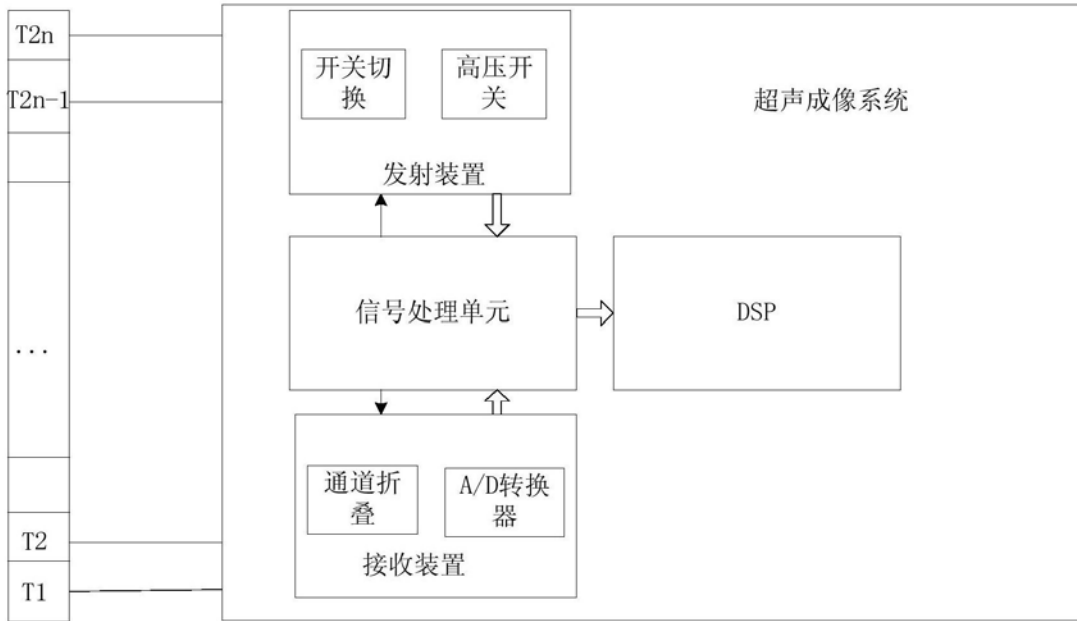 T2n
T2n-1
...
T2
T1
开关切
换
高压开
关
发射装置
超声成像系统
信号处理单元
DSP
通道折
叠
A/D转换
器
接收装置